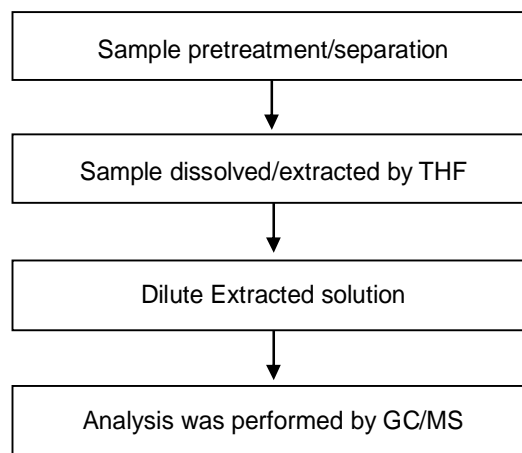 Sample pretreatment/separation
Sample dissolved/extracted by THF
Dilute Extracted solution
Analysis was performed by GC/MS